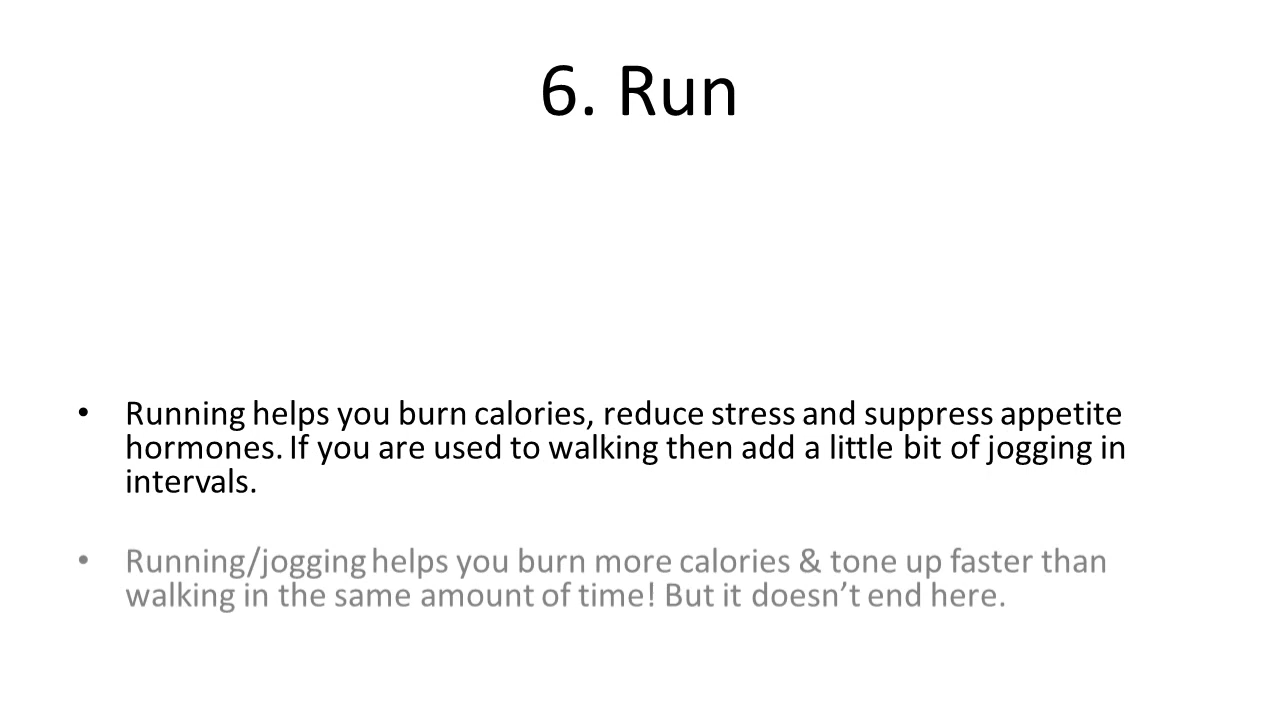 6. Run
• Running helps you burn calories, reduce stress and suppress appetite
hormones. If you are used to walking then add a little bit of jogging in
intervals.
• Running/jogging helps you burn more calories & tone up faster than
walking in the same amount of time! But it doesn’t end here.